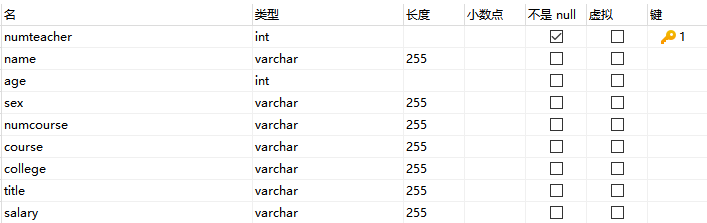 名 类型 长度 小数点 不是 null 虚拟 键
numteacher int 1
name varchar 255
age int
sex varchar 255
numcourse varchar 255
course varchar 255
college varchar 255
title varchar 255
salary varchar 255